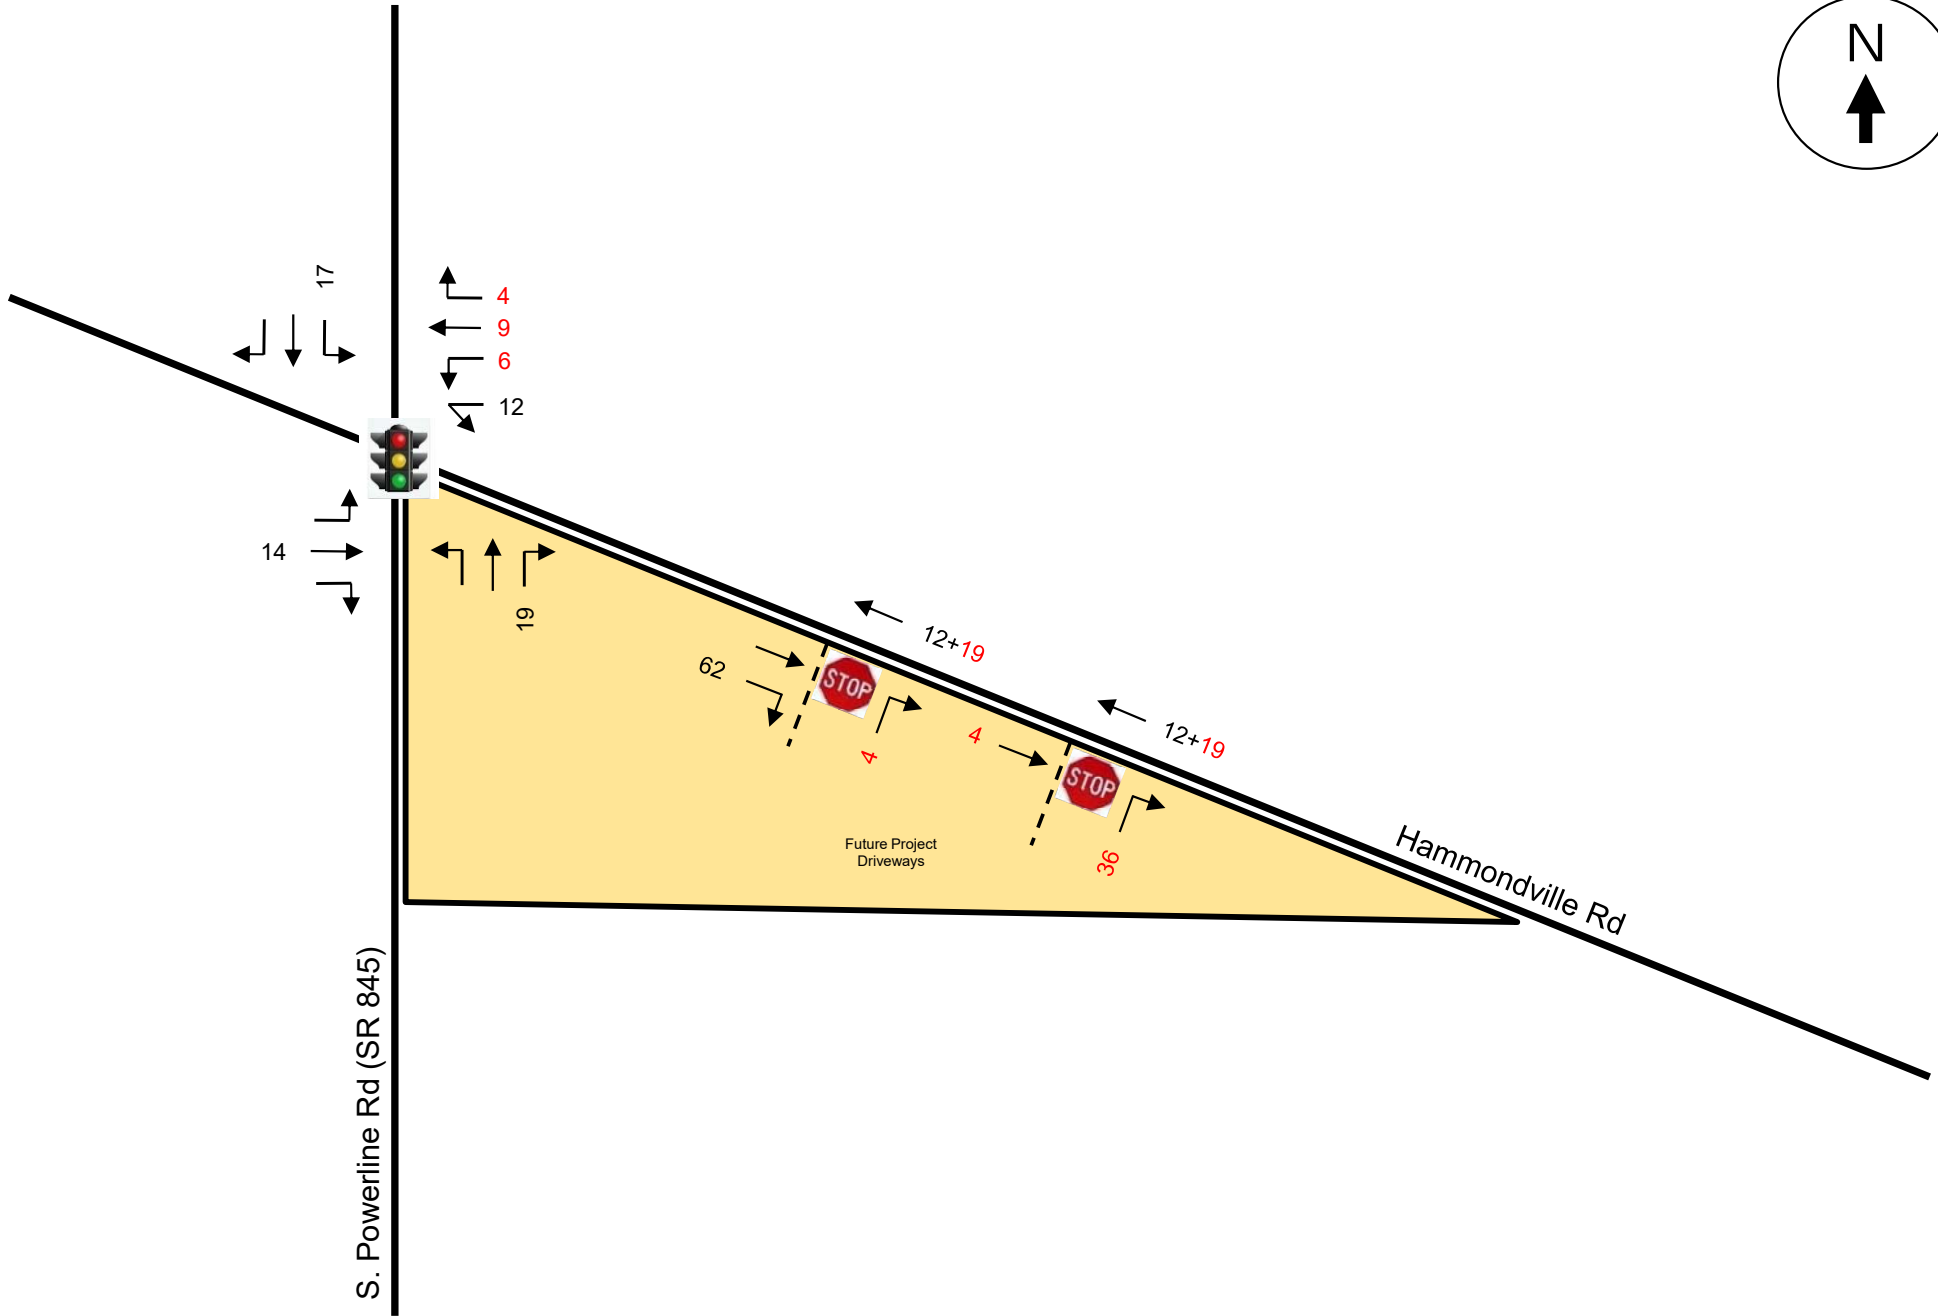 N
17
4
9
6
12
14
19
12+19
62
STOP
12+19
4
4
STOP
Future Project
Driveways
36
Hammondville Rd
S. Powerline Rd (SR 845)